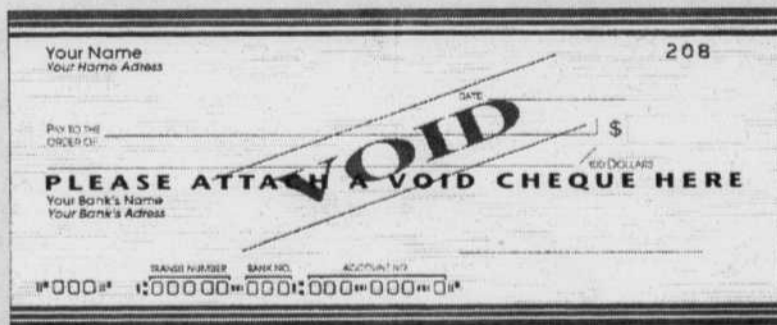 Your Name 208
Your Home Adress
DATE
PAY TO THE
ORDER OF $
100 DOLLARS
VOID
PLEASE ATTACH A VOID CHEQUE HERE
Your Bank's Name
Your Bank's Adress
TRANSIT NUMBER BANK NO. ACCOUNT NO.
⑈000⑈ ⑆00000⑉000⑆ 000⑉000⑉0⑈